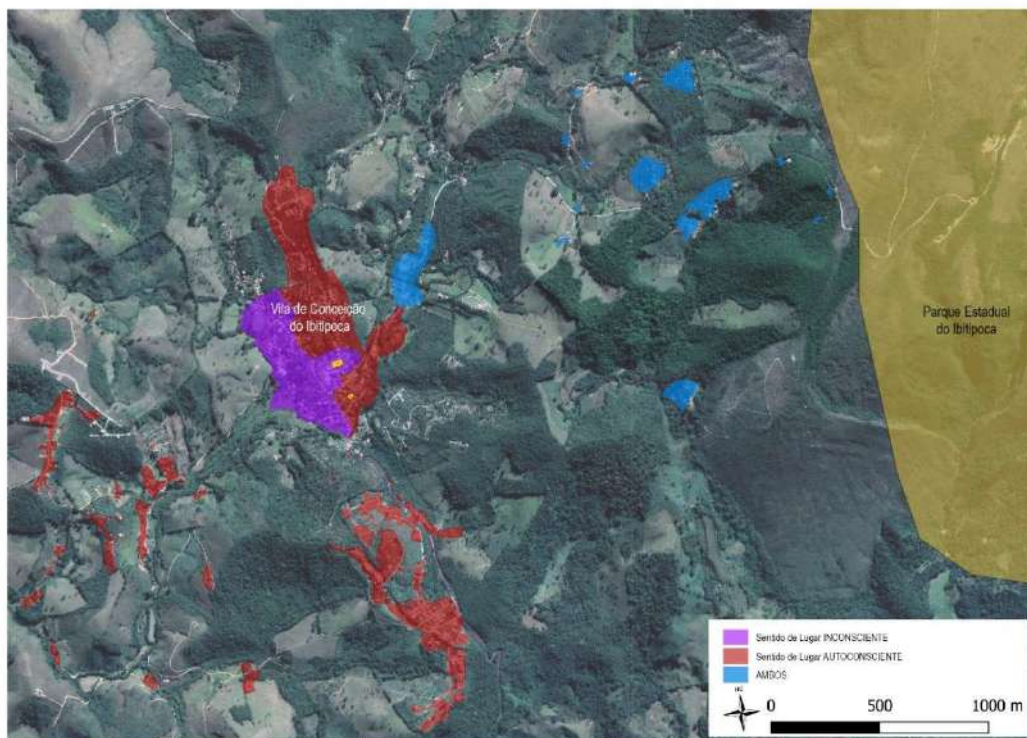 Vila de Conceição
do Ibitipoca
Parque Estadual
do Ibitipoca
Sentido de Lugar INCONSCIENTE
Sentido de Lugar AUTOCONSCIENTE
AMBOS
0 500 1000 m